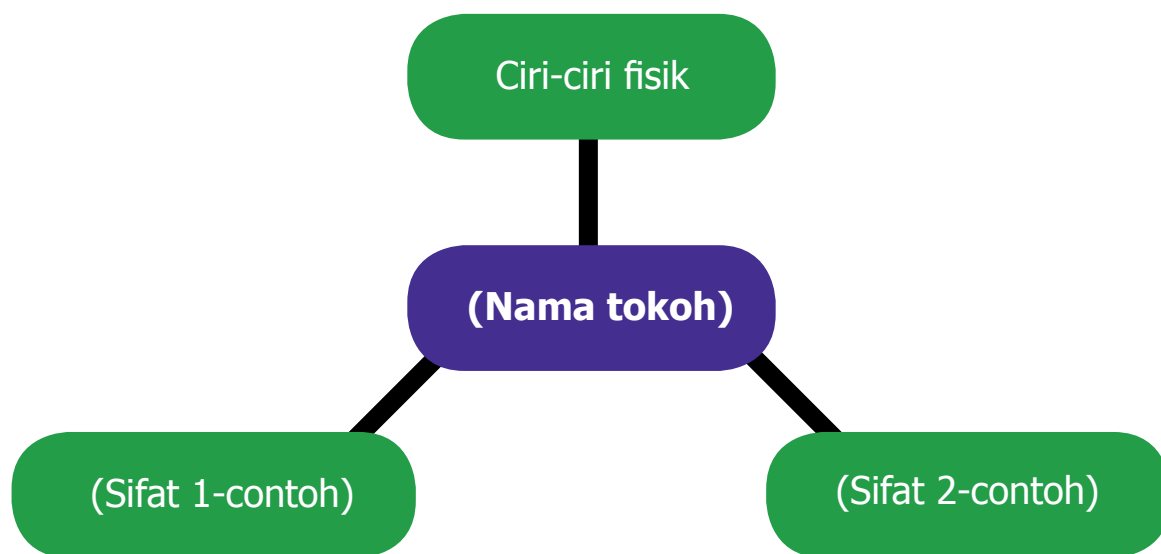 Ciri-ciri fisik
(Nama tokoh)
(Sifat 1-contoh)
(Sifat 2-contoh)